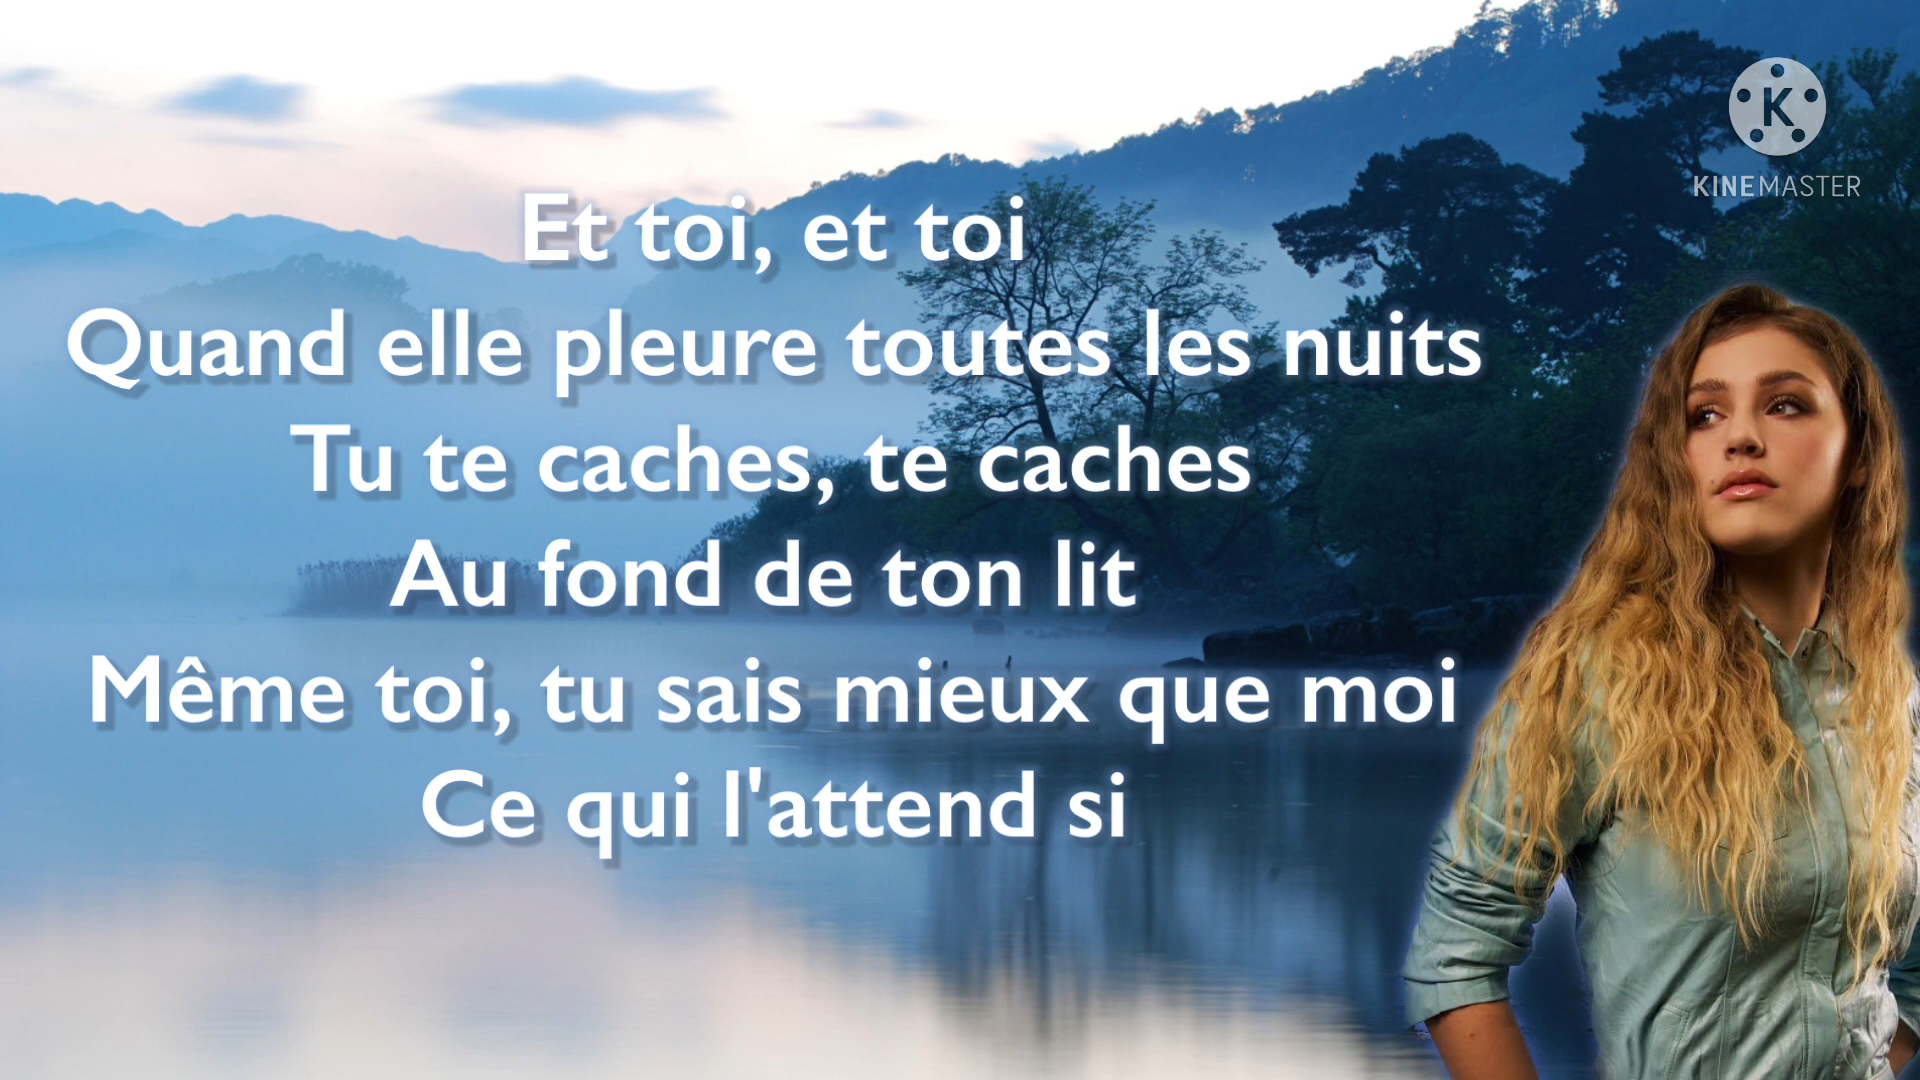 K
KINEMASTER
Et toi, et toi
Quand elle pleure toutes les nuits
Tu te caches, te caches
Au fond de ton lit
Même toi, tu sais mieux que moi
Ce qui l'attend si